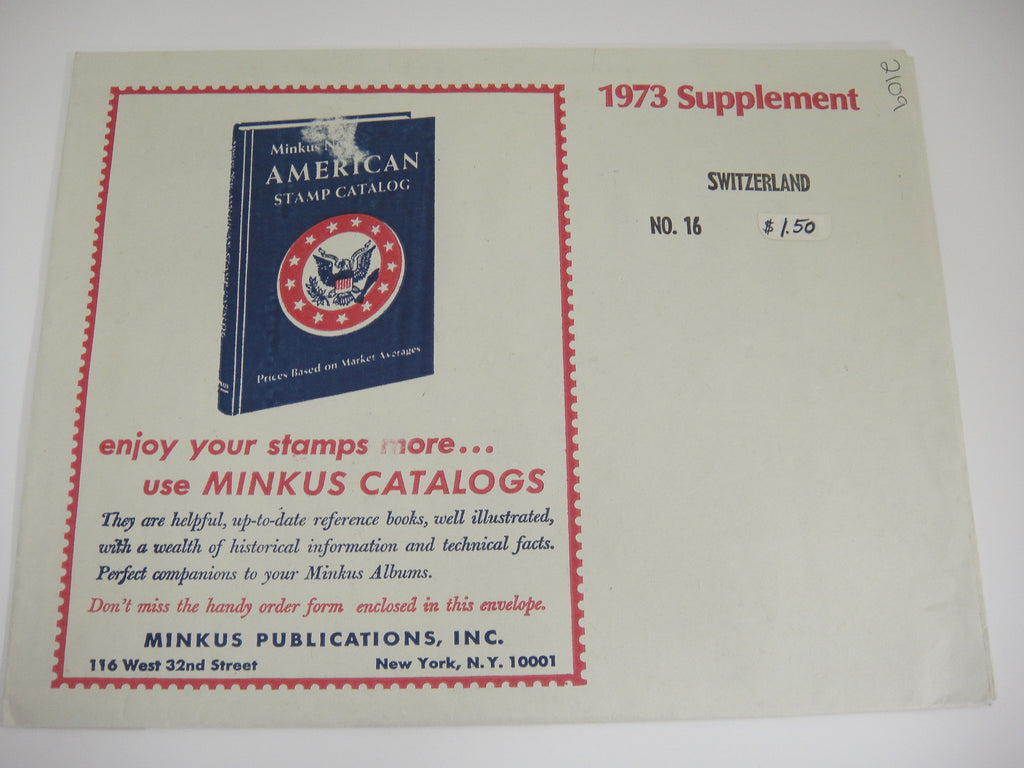 1973 Supplement
2109
SWITZERLAND
NO. 16 $1.50
Minkus
AMERICAN
STAMP CATALOG
Prices Based on Market Averages
enjoy your stamps more...
use MINKUS CATALOGS
They are helpful, up-to-date reference books, well illustrated,
with a wealth of historical information and technical facts.
Perfect companions to your Minkus Albums.
Don't miss the handy order form enclosed in this envelope.
MINKUS PUBLICATIONS, INC.
116 West 32nd Street New York, N.Y. 10001